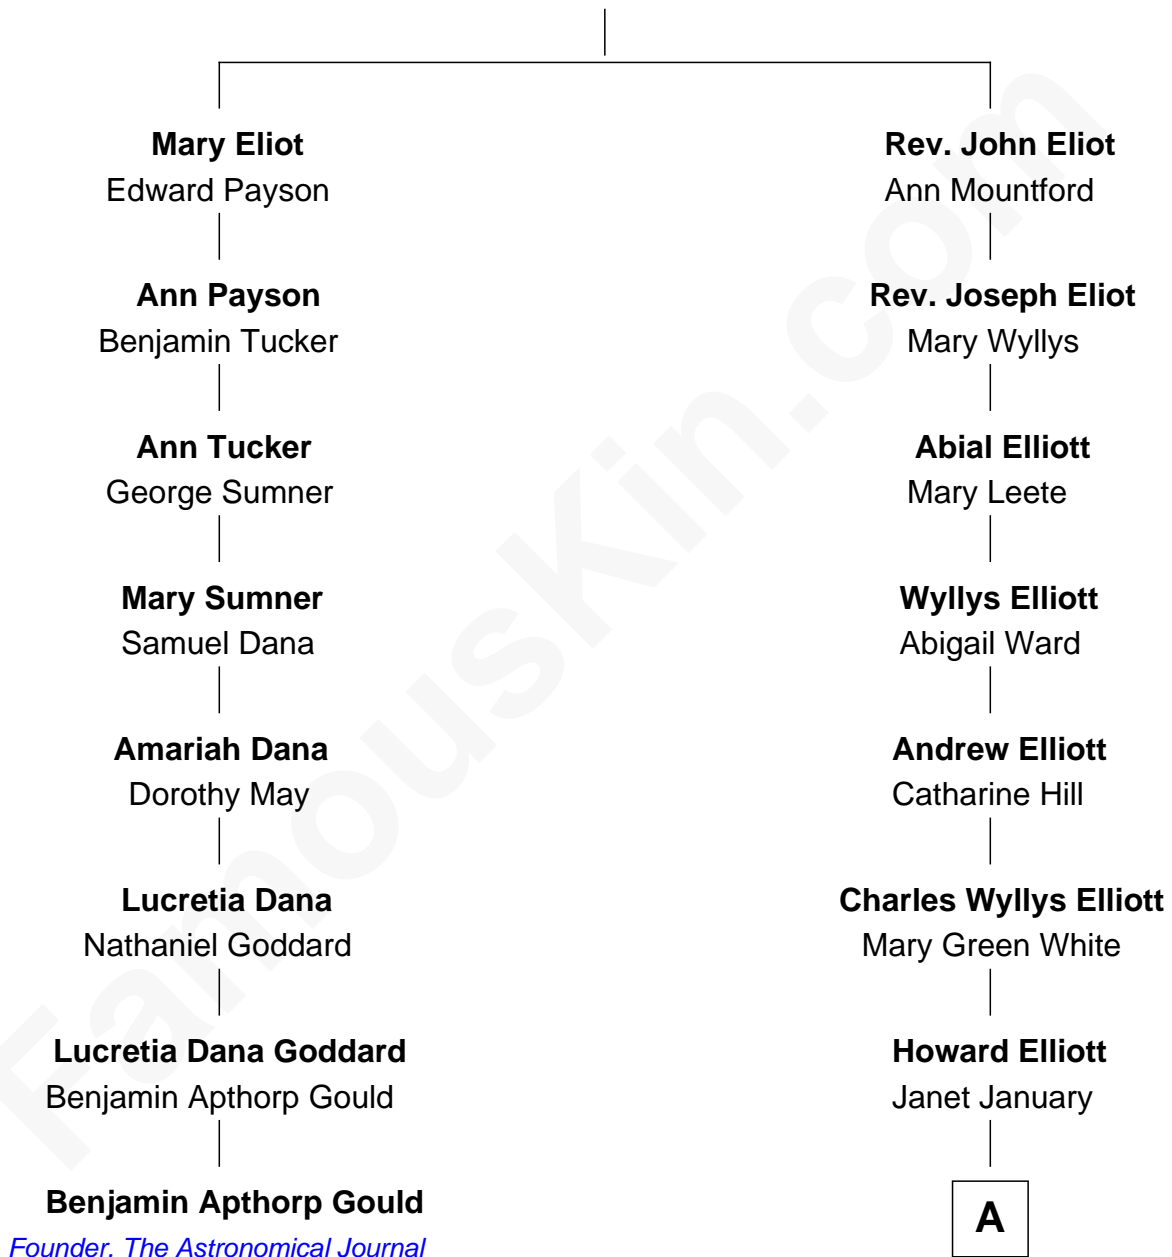 Mary Eliot
Edward Payson
Rev. John Eliot
Ann Mountford
Ann Payson
Benjamin Tucker
Rev. Joseph Eliot
Mary Wyllys
Ann Tucker
George Sumner
Abial Elliott
Mary Leete
Mary Sumner
Samuel Dana
Wyllys Elliott
Abigail Ward
Amariah Dana
Dorothy May
Andrew Elliott
Catharine Hill
Lucretia Dana
Nathaniel Goddard
Charles Wyllys Elliott
Mary Green White
Lucretia Dana Goddard
Benjamin Apthorp Gould
Howard Elliott
Janet January
Benjamin Apthorp Gould
Founder. The Astronomical Journal
A
FamousKin.com